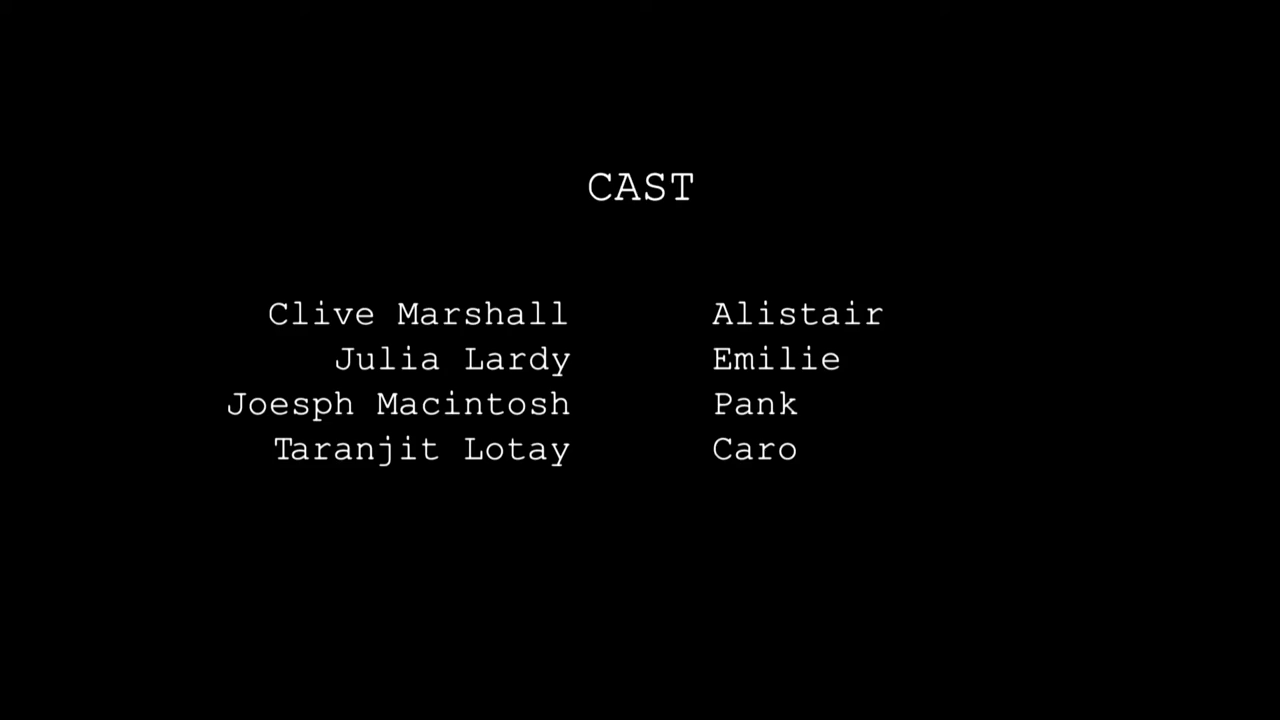 CAST
Clive Marshall Alistair
Julia Lardy Emilie
Joesph Macintosh Pank
Taranjit Lotay Caro